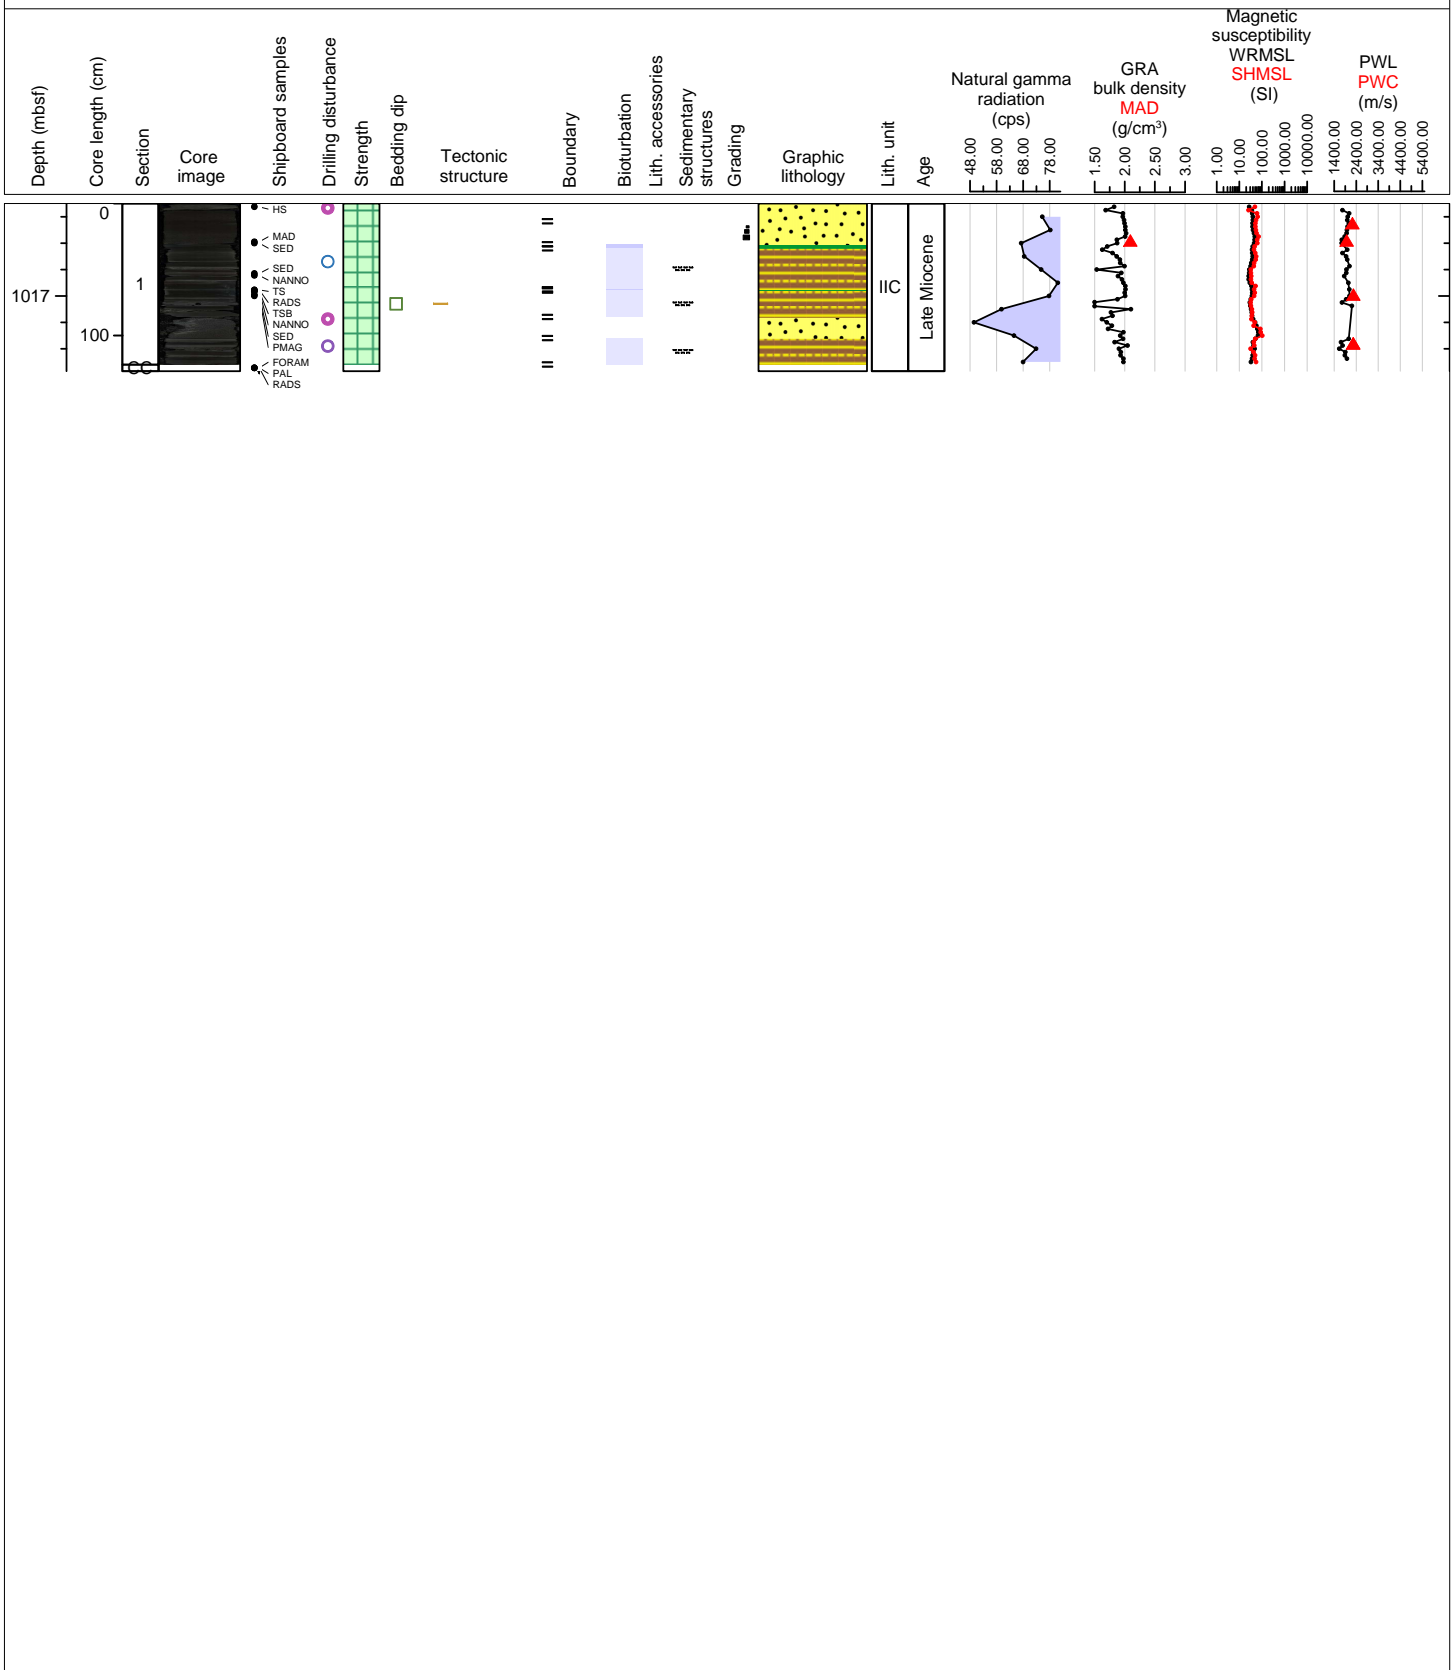 Depth (mbsf)
Core length (cm)
Section
Core
image
Shipboard samples
Drilling disturbance
Strength
Bedding dip
Tectonic
structure
Boundary
Bioturbation
Lith. accessories
Sedimentary
structures
Grading
Graphic
lithology
Lith. unit
Age
Natural gamma
radiation
(cps)
48.00
58.00
68.00
78.00
GRA
bulk density
MAD
(g/cm³)
1.50
2.00
2.50
3.00
Magnetic
susceptibility
WRMSL
SHMSL
(SI)
1.00
10.00
100.00
1000.00
10000.00
PWL
PWC
(m/s)
1400.00
2400.00
3400.00
4400.00
5400.00
1017
0
100
1
CC
HS
MAD
SED
SED
NANNO
TS
RADS
TSB
NANNO
SED
PMAG
FORAM
PAL
RADS
IIC
Late Miocene